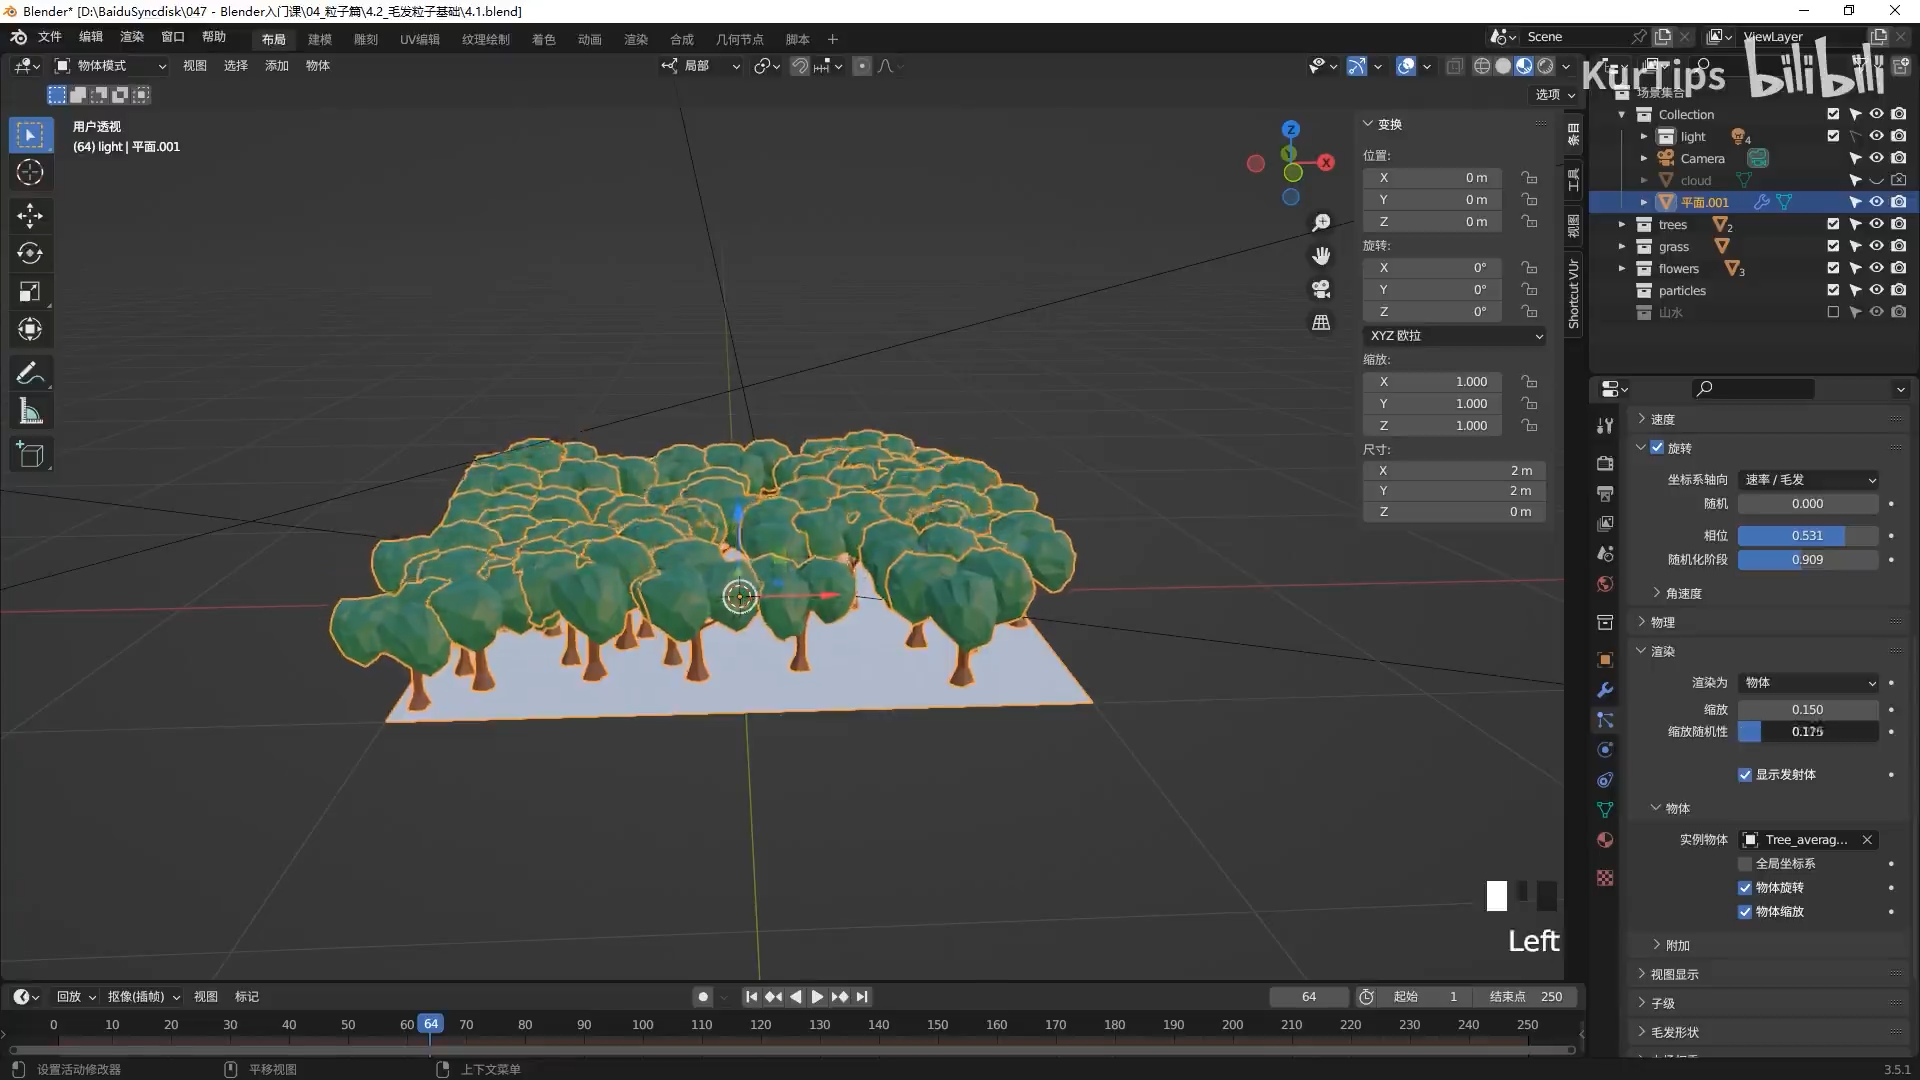 Blender* [D:\BaiduSyncdisk\047 - Blender入门课\04_粒子篇\4.2_毛发粒子基础\4.1.blend]
文件 编辑 渲染 窗口 帮助 布局 建模 雕刻 UV编辑 纹理绘制 着色 动画 渲染 合成 几何节点 脚本 + Scene ViewLayer
物体模式 视图 选择 添加 物体 局部
KurTips bilibili
选项
用户透视
(64) light | 平面.001
Z
X
变换
位置:
X 0 m
Y 0 m
Z 0 m
旋转:
X 0°
Y 0°
Z 0°
XYZ 欧拉
缩放:
X 1.000
Y 1.000
Z 1.000
尺寸:
X 2 m
Y 2 m
Z 0 m
条目
工具
视图
Shortcut VUr
场景集合
Collection
light 4
Camera
cloud
平面.001
trees 2
grass
flowers 3
particles
山水
速度
旋转
坐标系轴向 速率 / 毛发
随机 0.000
相位 0.531
随机化阶段 0.909
角速度
物理
渲染
渲染为 物体
缩放 0.150
缩放随机性 0.175
显示发射体
物体
实例物体 Tree_averag...
全局坐标系
物体旋转
物体缩放
附加
视图显示
子级
毛发形状
Left
回放 抠像(插帧) 视图 标记 64 起始 1 结束点 250
0 10 20 30 40 50 60 64 70 80 90 100 110 120 130 140 150 160 170 180 190 200 210 220 230 240 250
设置活动修改器 平移视图 上下文菜单 3.5.1